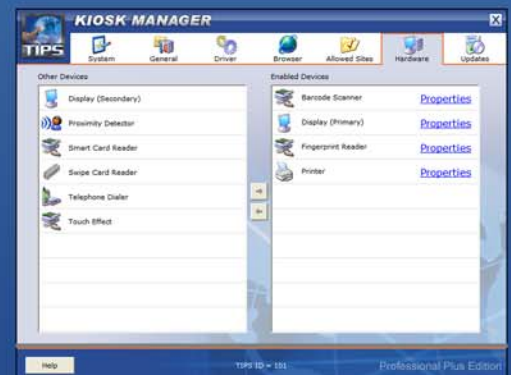 KIOSK MANAGER
TIPS
System General Driver Browser Allowed Sites Hardware Updates
Other Devices
Display (Secondary)
Proximity Detector
Smart Card Reader
Swipe Card Reader
Telephone Dialer
Touch Effect
Enabled Devices
Barcode Scanner Properties
Display (Primary) Properties
Fingerprint Reader Properties
Printer Properties
Help TIPS ID = 101 Professional Plus Edition